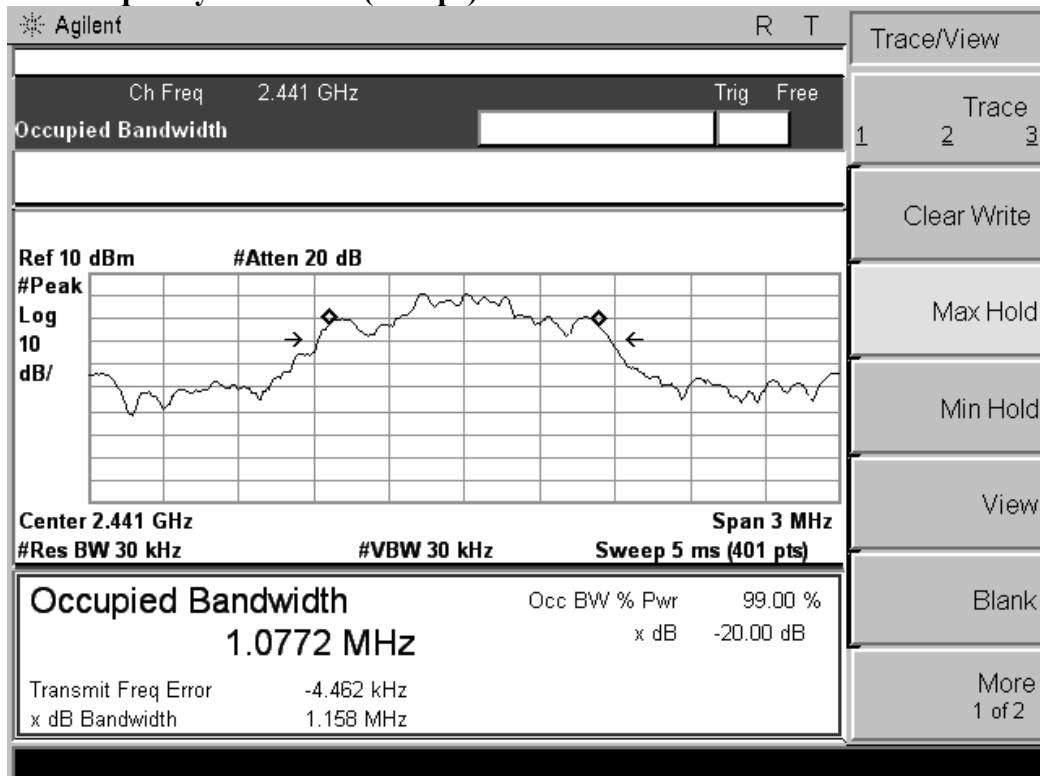 Agilent R T
Trace/View
Ch Freq 2.441 GHz Trig Free
Occupied Bandwidth
Trace
1 2 3
Clear Write
Ref 10 dBm #Atten 20 dB
#Peak
Log
10
dB/
Max Hold
Min Hold
View
Center 2.441 GHz Span 3 MHz
#Res BW 30 kHz #VBW 30 kHz Sweep 5 ms (401 pts)
Occupied Bandwidth
1.0772 MHz
Occ BW % Pwr 99.00 %
x dB -20.00 dB
Transmit Freq Error -4.462 kHz
x dB Bandwidth 1.158 MHz
Blank
More
1 of 2